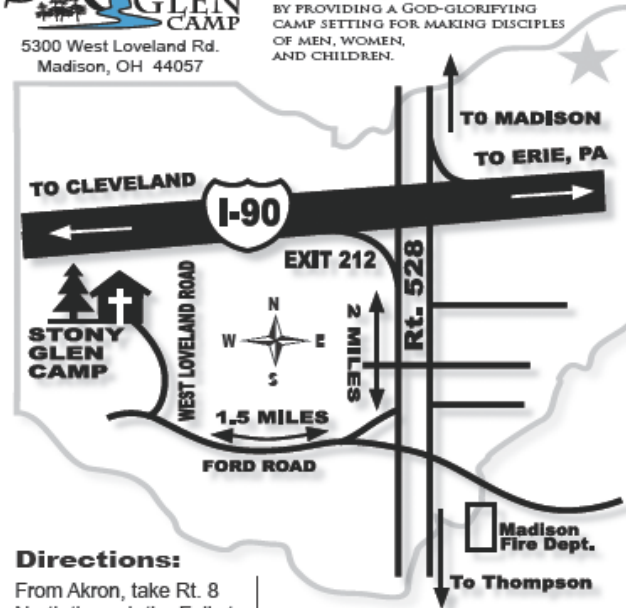 GLEN
CAMP
5300 West Loveland Rd.
Madison, OH 44057
BY PROVIDING A GOD-GLORIFYING
CAMP SETTING FOR MAKING DISCIPLES
OF MEN, WOMEN,
AND CHILDREN.
TO MADISON
TO ERIE, PA
TO CLEVELAND
I-90
EXIT 212
Rt. 528
2 MILES
WEST LOVELAND ROAD
N
W E
S
STONY
GLEN
CAMP
1.5 MILES
FORD ROAD
Madison
Fire Dept.
To Thompson
Directions:
From Akron, take Rt. 8